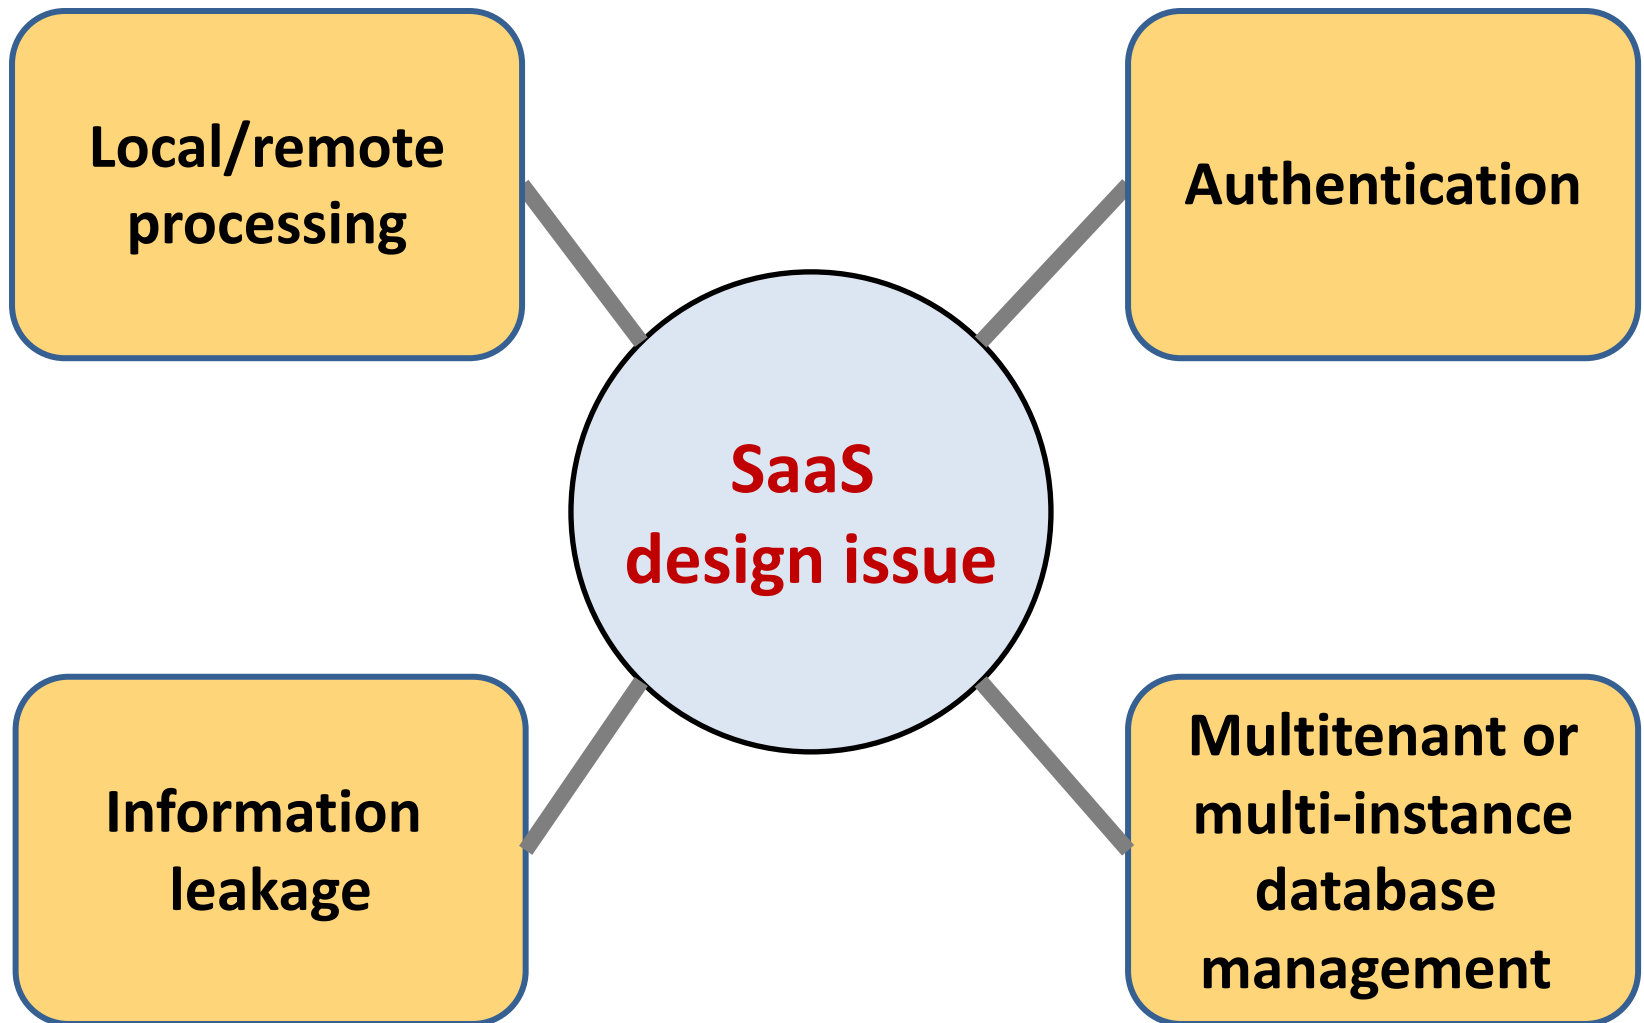 Local/remote
processing
Authentication
SaaS
design issue
Information
leakage
Multitenant or
multi-instance
database
management